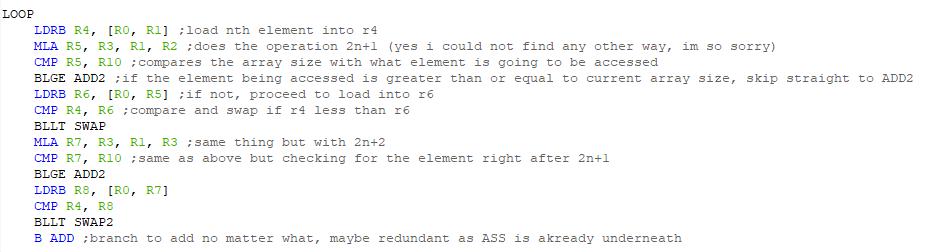 LOOP
LDRB R4, [R0, R1] ;load nth element into r4
MLA R5, R3, R1, R2 ;does the operation 2n+1 (yes i could not find any other way, im so sorry)
CMP R5, R10 ;compares the array size with what element is going to be accessed
BLGE ADD2 ;if the element being accessed is greater than or equal to current array size, skip straight to ADD2
LDRB R6, [R0, R5] ;if not, proceed to load into r6
CMP R4, R6 ;compare and swap if r4 less than r6
BLLT SWAP
MLA R7, R3, R1, R3 ;same thing but with 2n+2
CMP R7, R10 ;same as above but checking for the element right after 2n+1
BLGE ADD2
LDRB R8, [R0, R7]
CMP R4, R8
BLLT SWAP2
B ADD ;branch to add no matter what, maybe redundant as ASS is akready underneath